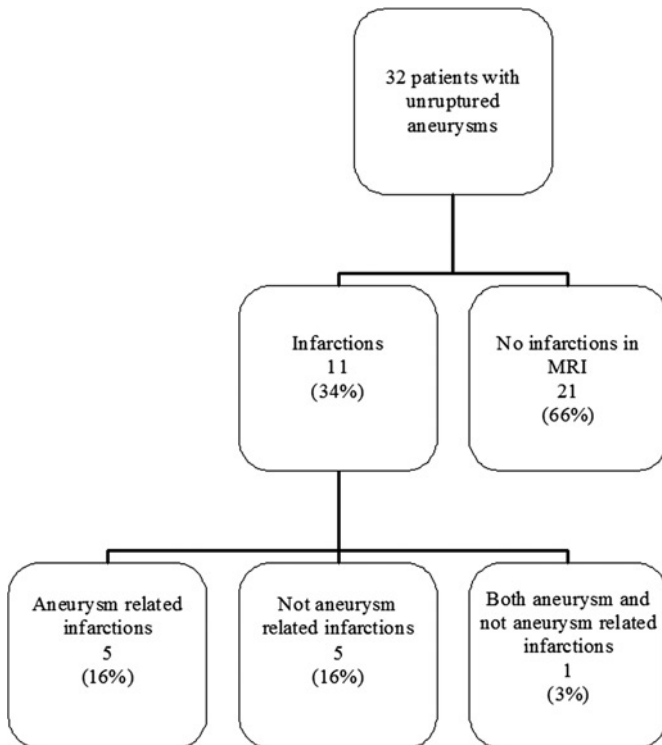 32 patients with
unruptured
aneurysms
Infarctions
11
(34%)
No infarctions in
MRI
21
(66%)
Aneurysm related
infarctions
5
(16%)
Not aneurysm
related infarctions
5
(16%)
Both aneurysm and
not aneurysm related
infarctions
1
(3%)